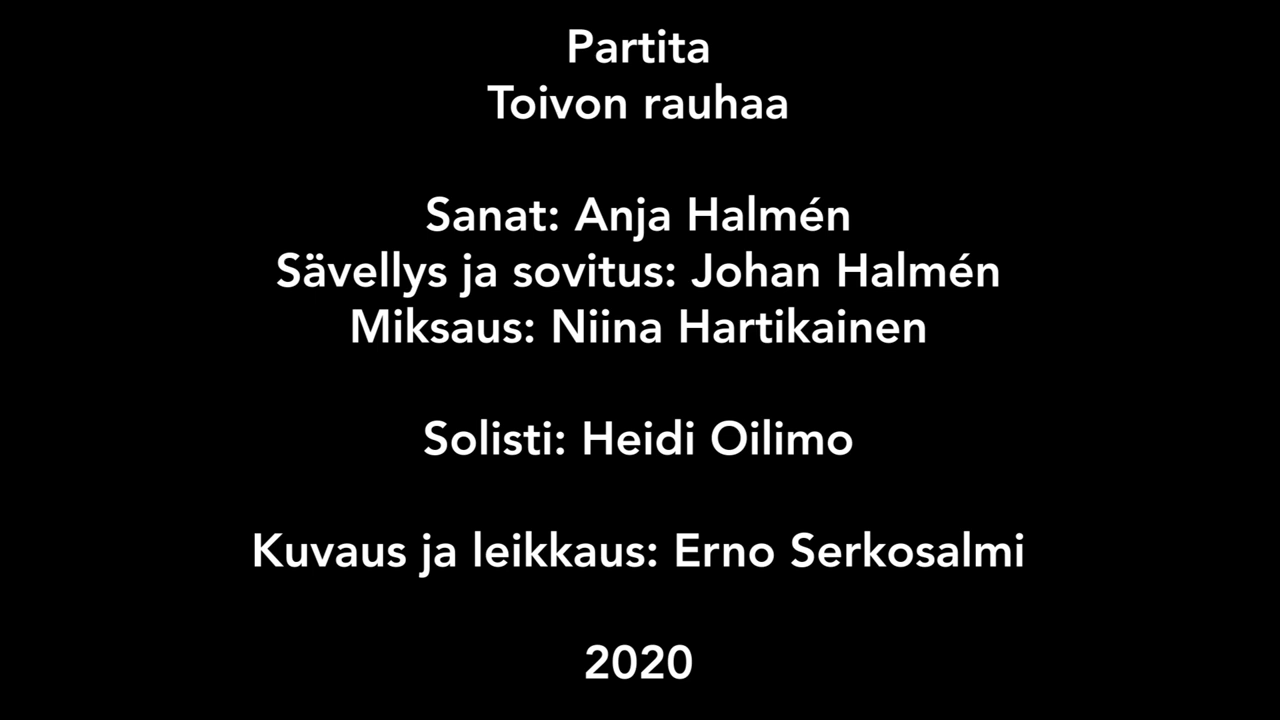 Partita
Toivon rauhaa
Sanat: Anja Halmén
Sävellys ja sovitus: Johan Halmén
Miksaus: Niina Hartikainen
Solisti: Heidi Oilimo
Kuvaus ja leikkaus: Erno Serkosalmi
2020